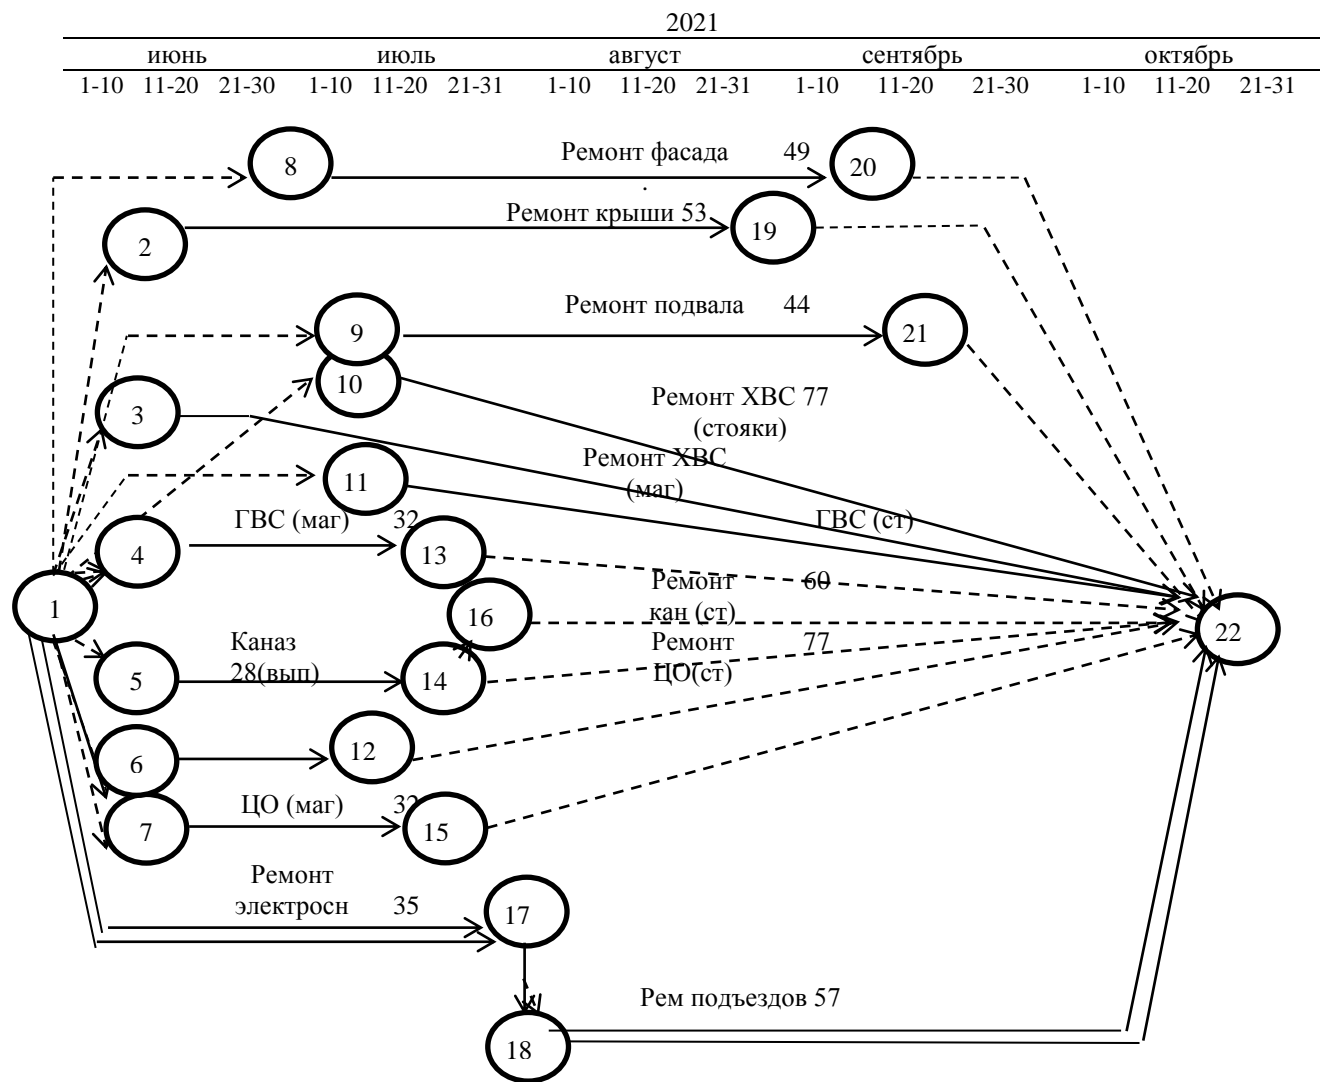 2021
июнь июль август сентябрь октябрь
1-10 11-20 21-30 1-10 11-20 21-31 1-10 11-20 21-31 1-10 11-20 21-30 1-10 11-20 21-31
Ремонт фасада 49
8
20
.
Ремонт крыши 53
2
19
Ремонт подвала 44
9
21
10
Ремонт ХВС 77
(стояки)
3
Ремонт ХВС
(маг)
11
ГВС (маг) 32
ГВС (ст)
4
13
Ремонт 60
кан (ст)
1
16
22
Каназ
28(вып)
Ремонт 77
ЦО(ст)
5
14
6
12
ЦО (маг) 32
7
15
Ремонт
электросн 35
17
Рем подъездов 57
18